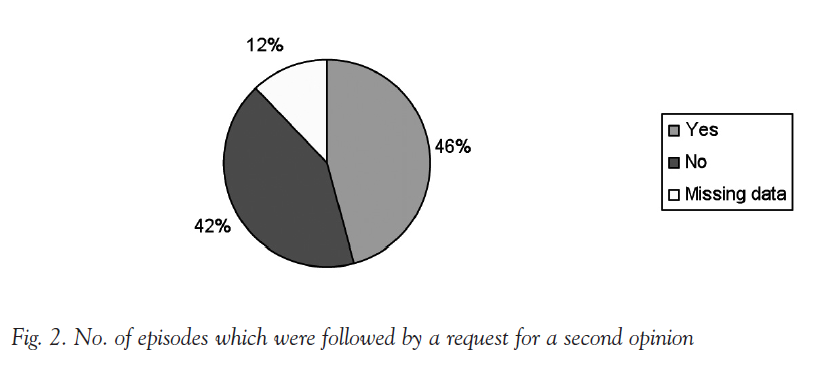 12%
46%
42%
Yes
No
Missing data
Fig. 2. No. of episodes which were followed by a request for a second opinion